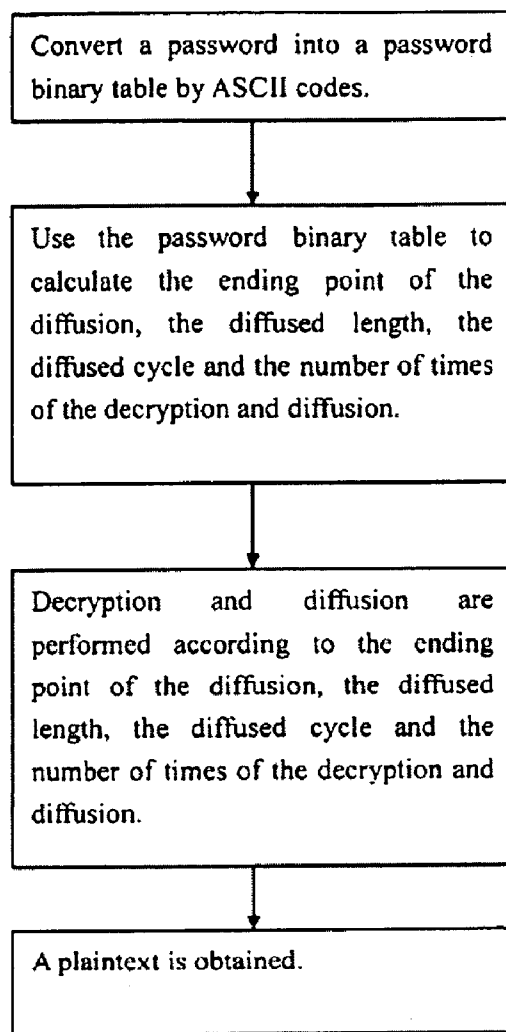 Convert a password into a password
binary table by ASCII codes.
Use the password binary table to
calculate the ending point of the
diffusion, the diffused length, the
diffused cycle and the number of times
of the decryption and diffusion.
Decryption and diffusion are
performed according to the ending
point of the diffusion, the diffused
length, the diffused cycle and the
number of times of the decryption and
diffusion.
A plaintext is obtained.